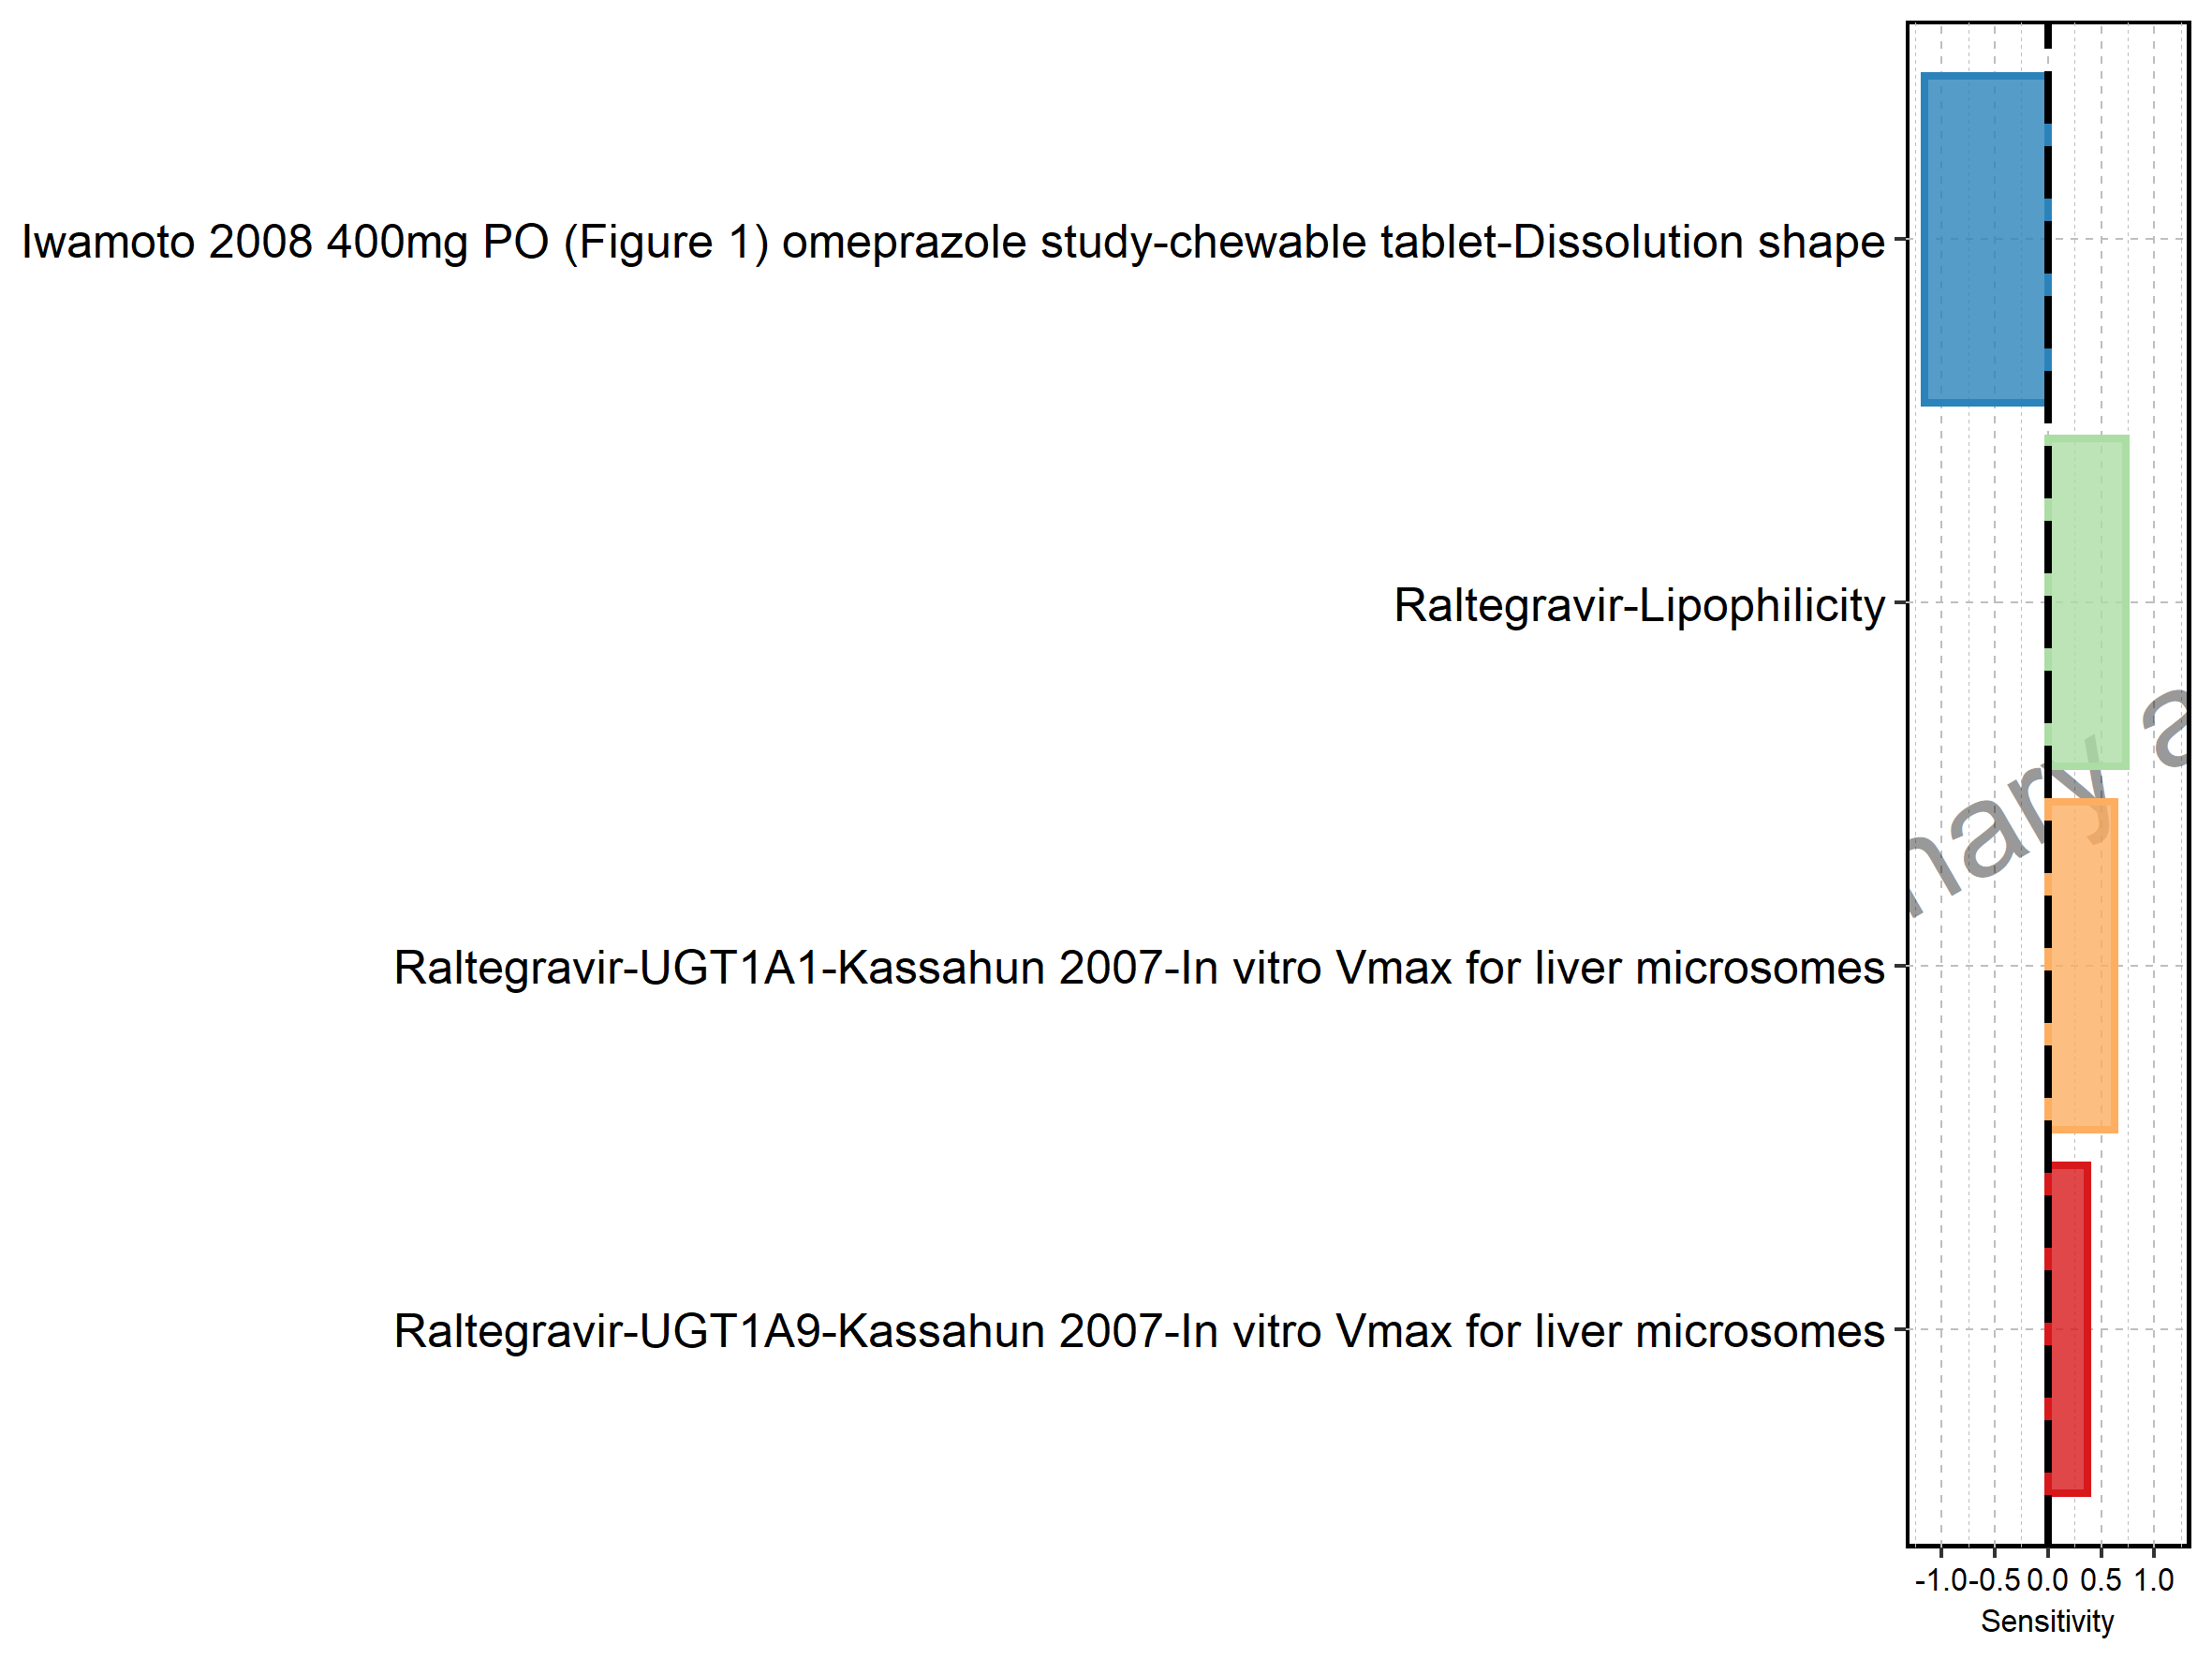 Iwamoto 2008 400mg PO (Figure 1) omeprazole study-chewable tablet-Dissolution shape
Raltegravir-Lipophilicity
Raltegravir-UGT1A1-Kassahun 2007-In vitro Vmax for liver microsomes
Raltegravir-UGT1A9-Kassahun 2007-In vitro Vmax for liver microsomes
-1.0 -0.5 0.0 0.5 1.0
Sensitivity